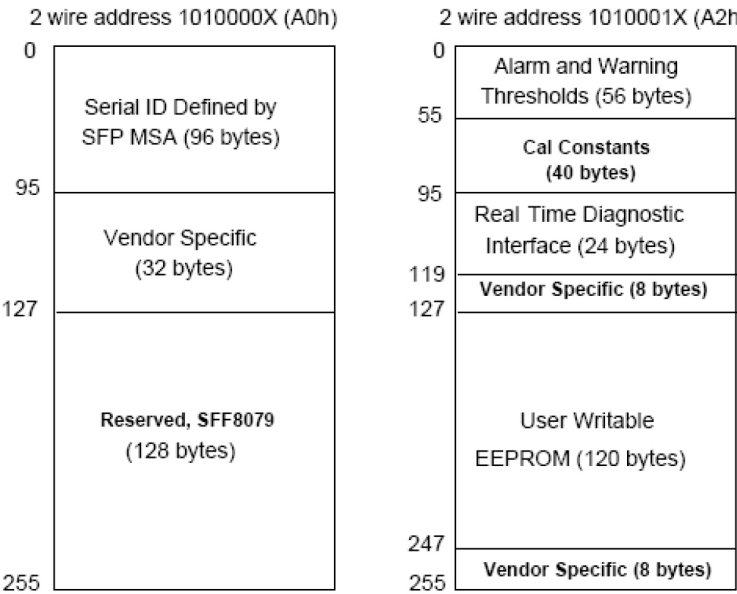 2 wire address 1010000X (A0h)
0
Serial ID Defined by
SFP MSA (96 bytes)
95
Vendor Specific
(32 bytes)
127
Reserved, SFF8079
(128 bytes)
255
2 wire address 1010001X (A2h
0
Alarm and Warning
Thresholds (56 bytes)
55
Cal Constants
(40 bytes)
95
Real Time Diagnostic
Interface (24 bytes)
119
Vendor Specific (8 bytes)
127
User Writable
EEPROM (120 bytes)
247
Vendor Specific (8 bytes)
255